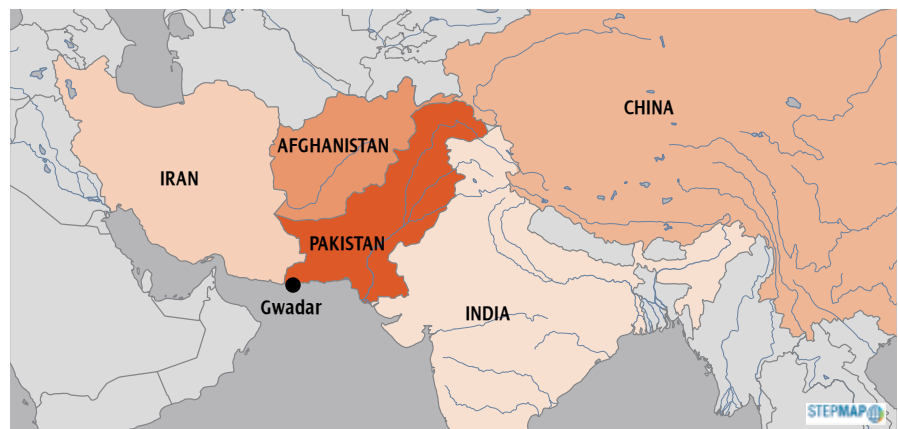 CHINA
AFGHANISTAN
IRAN
PAKISTAN
Gwadar
INDIA
STEPMAP